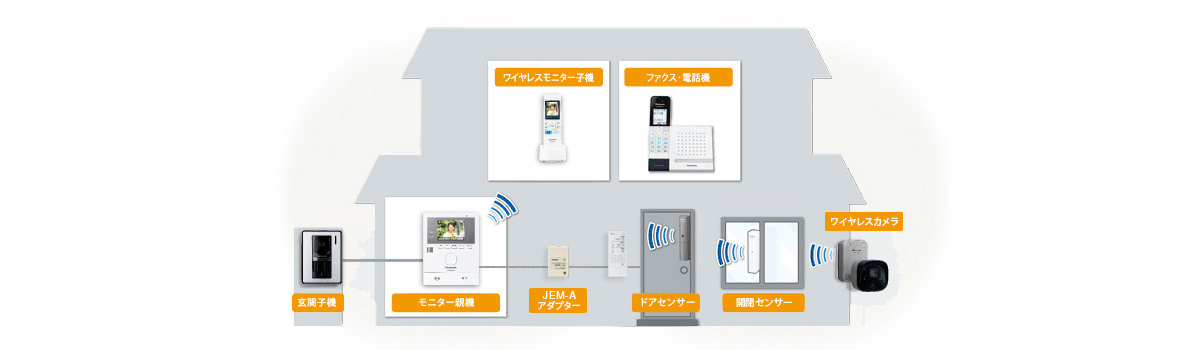 ワイヤレスモニター子機
ファクス・電話機
ワイヤレスカメラ
玄関子機
モニター親機
JEM-A
アダプター
ドアセンサー
開閉センサー
Panasonic